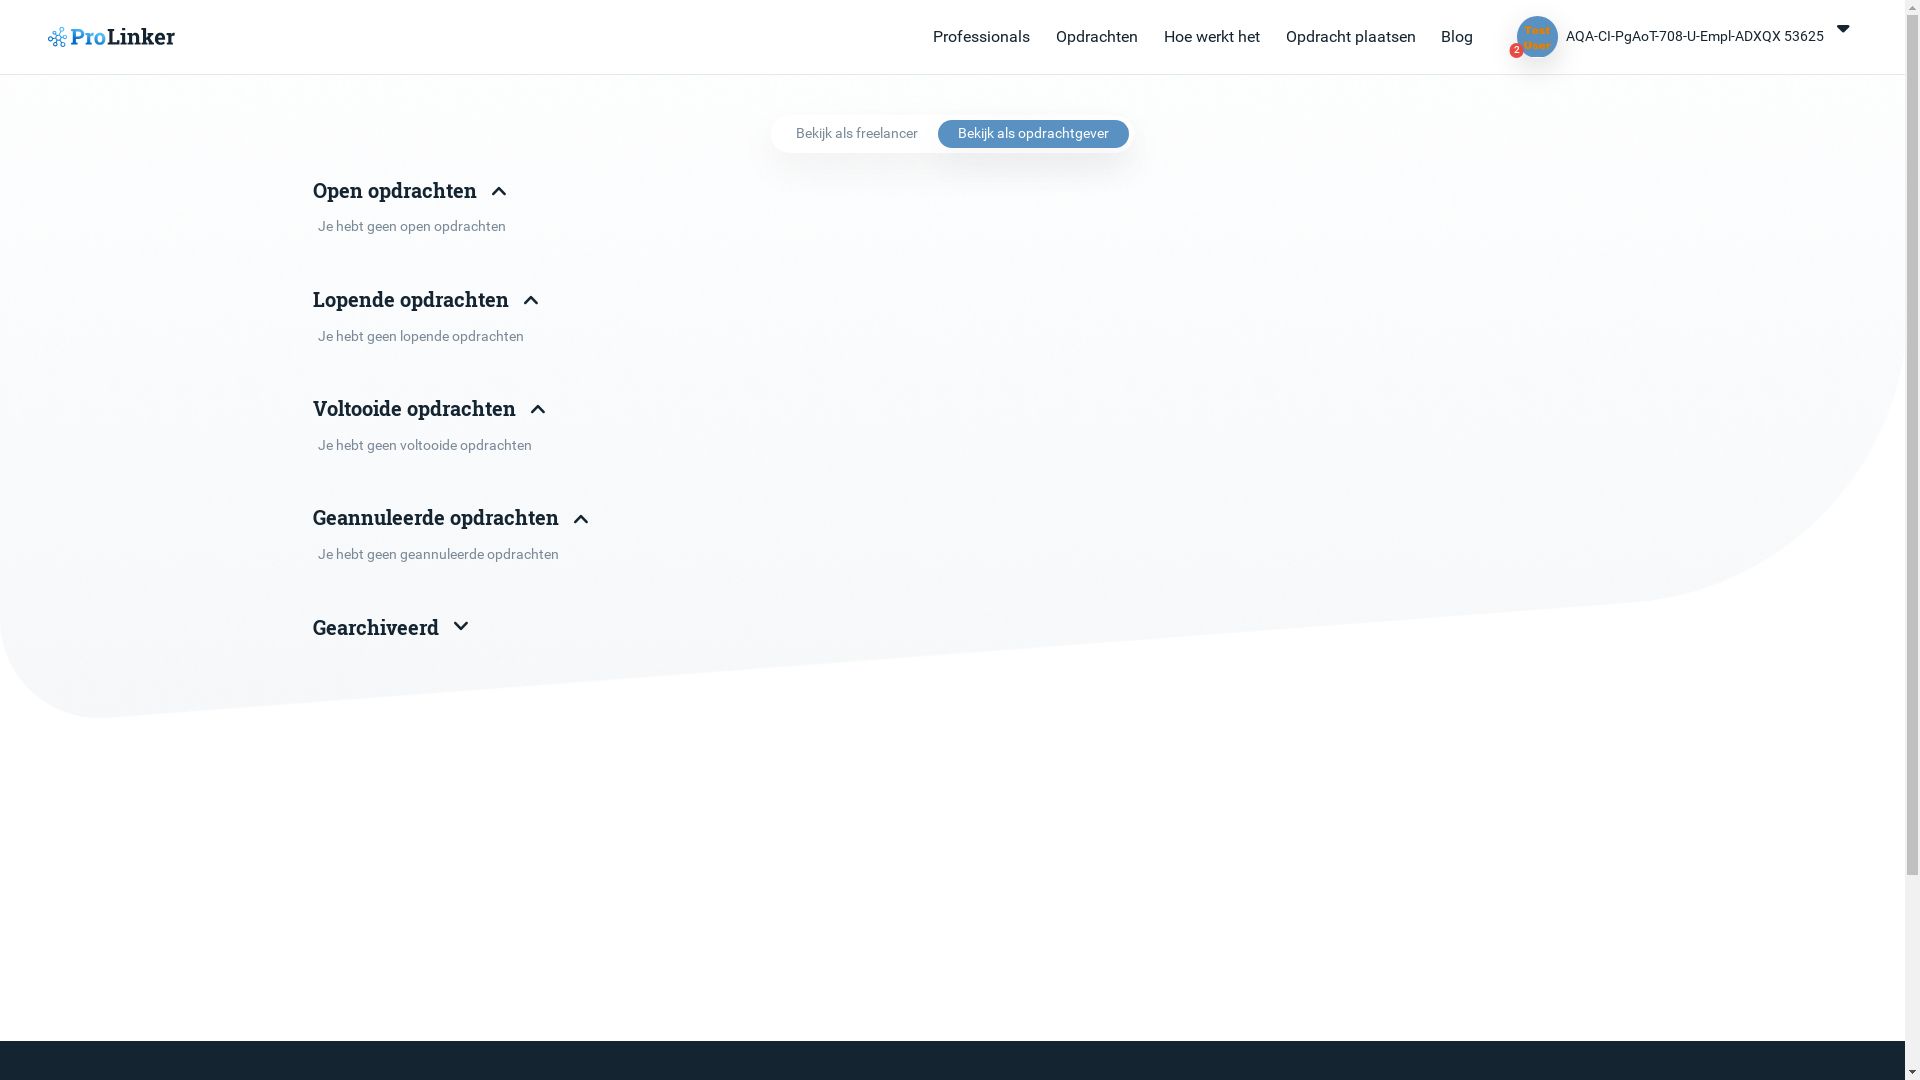 ProLinker
Professionals
Opdrachten
Hoe werkt het
Opdracht plaatsen
Blog
Test
User
2
AQA-CI-PgAoT-708-U-Empl-ADXQX 53625
Bekijk als freelancer
Bekijk als opdrachtgever
Open opdrachten
Je hebt geen open opdrachten
Lopende opdrachten
Je hebt geen lopende opdrachten
Voltooide opdrachten
Je hebt geen voltooide opdrachten
Geannuleerde opdrachten
Je hebt geen geannuleerde opdrachten
Gearchiveerd